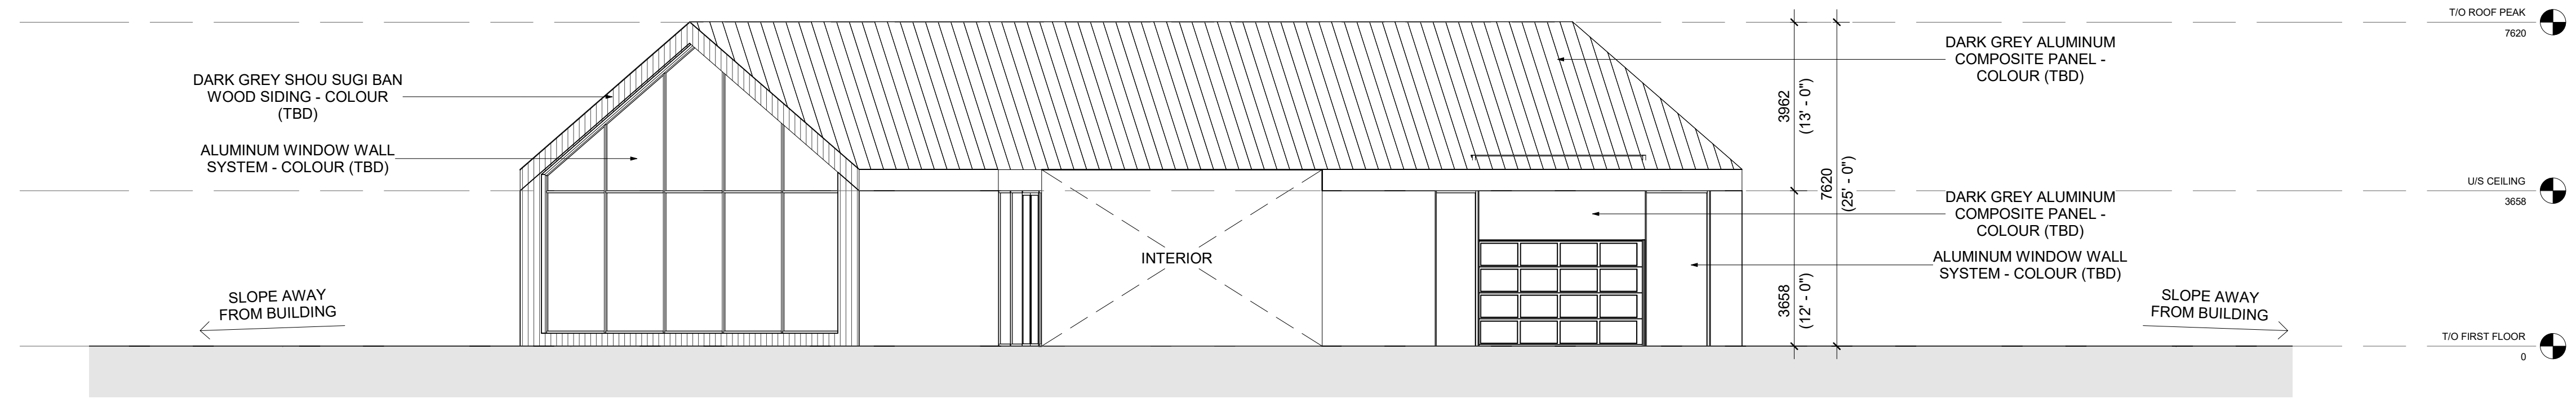 T/O ROOF PEAK
7620
DARK GREY SHOU SUGI BAN
WOOD SIDING - COLOUR
(TBD)
ALUMINUM WINDOW WALL
SYSTEM - COLOUR (TBD)
DARK GREY ALUMINUM
COMPOSITE PANEL -
COLOUR (TBD)
3962
(13' - 0")
7620
(25' - 0")
U/S CEILING
3658
DARK GREY ALUMINUM
COMPOSITE PANEL -
COLOUR (TBD)
INTERIOR
ALUMINUM WINDOW WALL
SYSTEM - COLOUR (TBD)
3658
(12' - 0")
SLOPE AWAY
FROM BUILDING
SLOPE AWAY
FROM BUILDING
T/O FIRST FLOOR
0